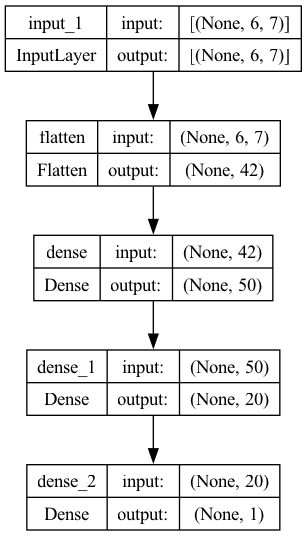 input_1 input: [(None, 6, 7)]
InputLayer output: [(None, 6, 7)]
flatten input: (None, 6, 7)
Flatten output: (None, 42)
dense input: (None, 42)
Dense output: (None, 50)
dense_1 input: (None, 50)
Dense output: (None, 20)
dense_2 input: (None, 20)
Dense output: (None, 1)